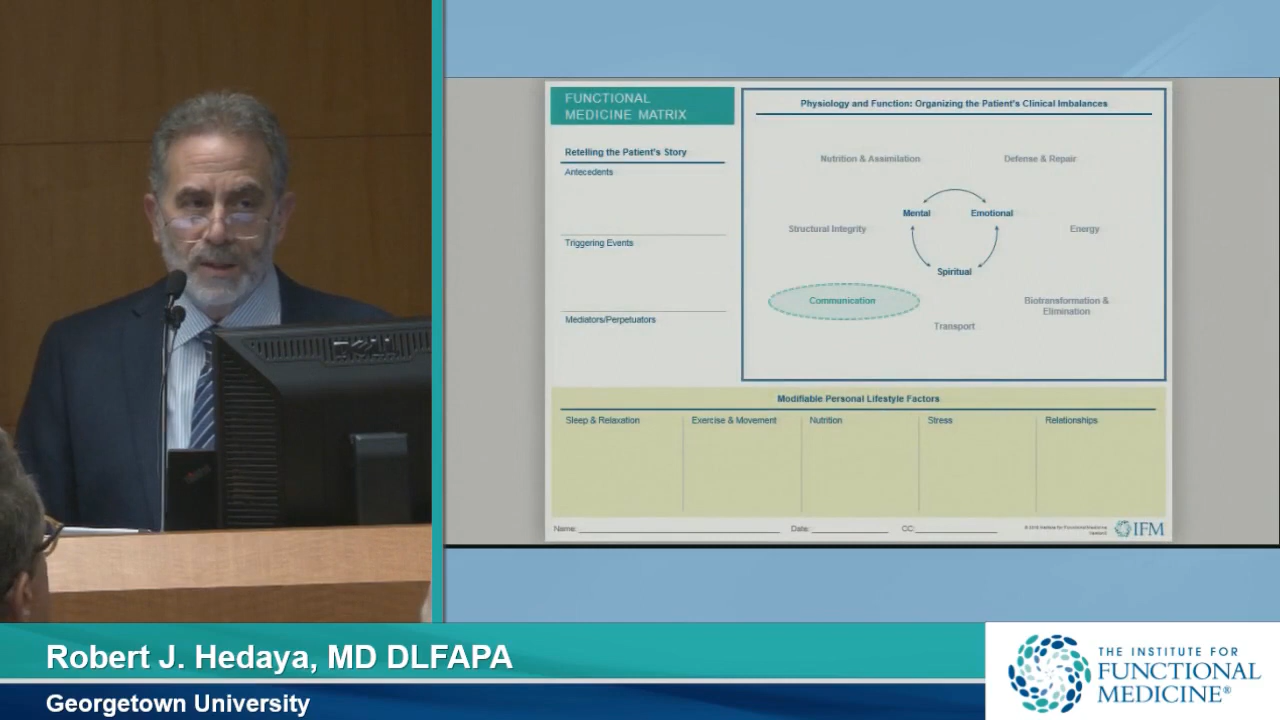 FUNCTIONAL
MEDICINE MATRIX
Retelling the Patient's Story
Antecedents
Triggering Events
Mediators/Perpetuators
Physiology and Function: Organizing the Patient's Clinical Imbalances
Nutrition & Assimilation
Defense & Repair
Mental
Emotional
Structural Integrity
Energy
Spiritual
Communication
Biotransformation &
Elimination
Transport
Modifiable Personal Lifestyle Factors
Sleep & Relaxation
Exercise & Movement
Nutrition
Stress
Relationships
Name:
Date:
CC:
IFM
Robert J. Hedaya, MD DLFAPA
Georgetown University
THE INSTITUTE FOR
FUNCTIONAL
MEDICINE®